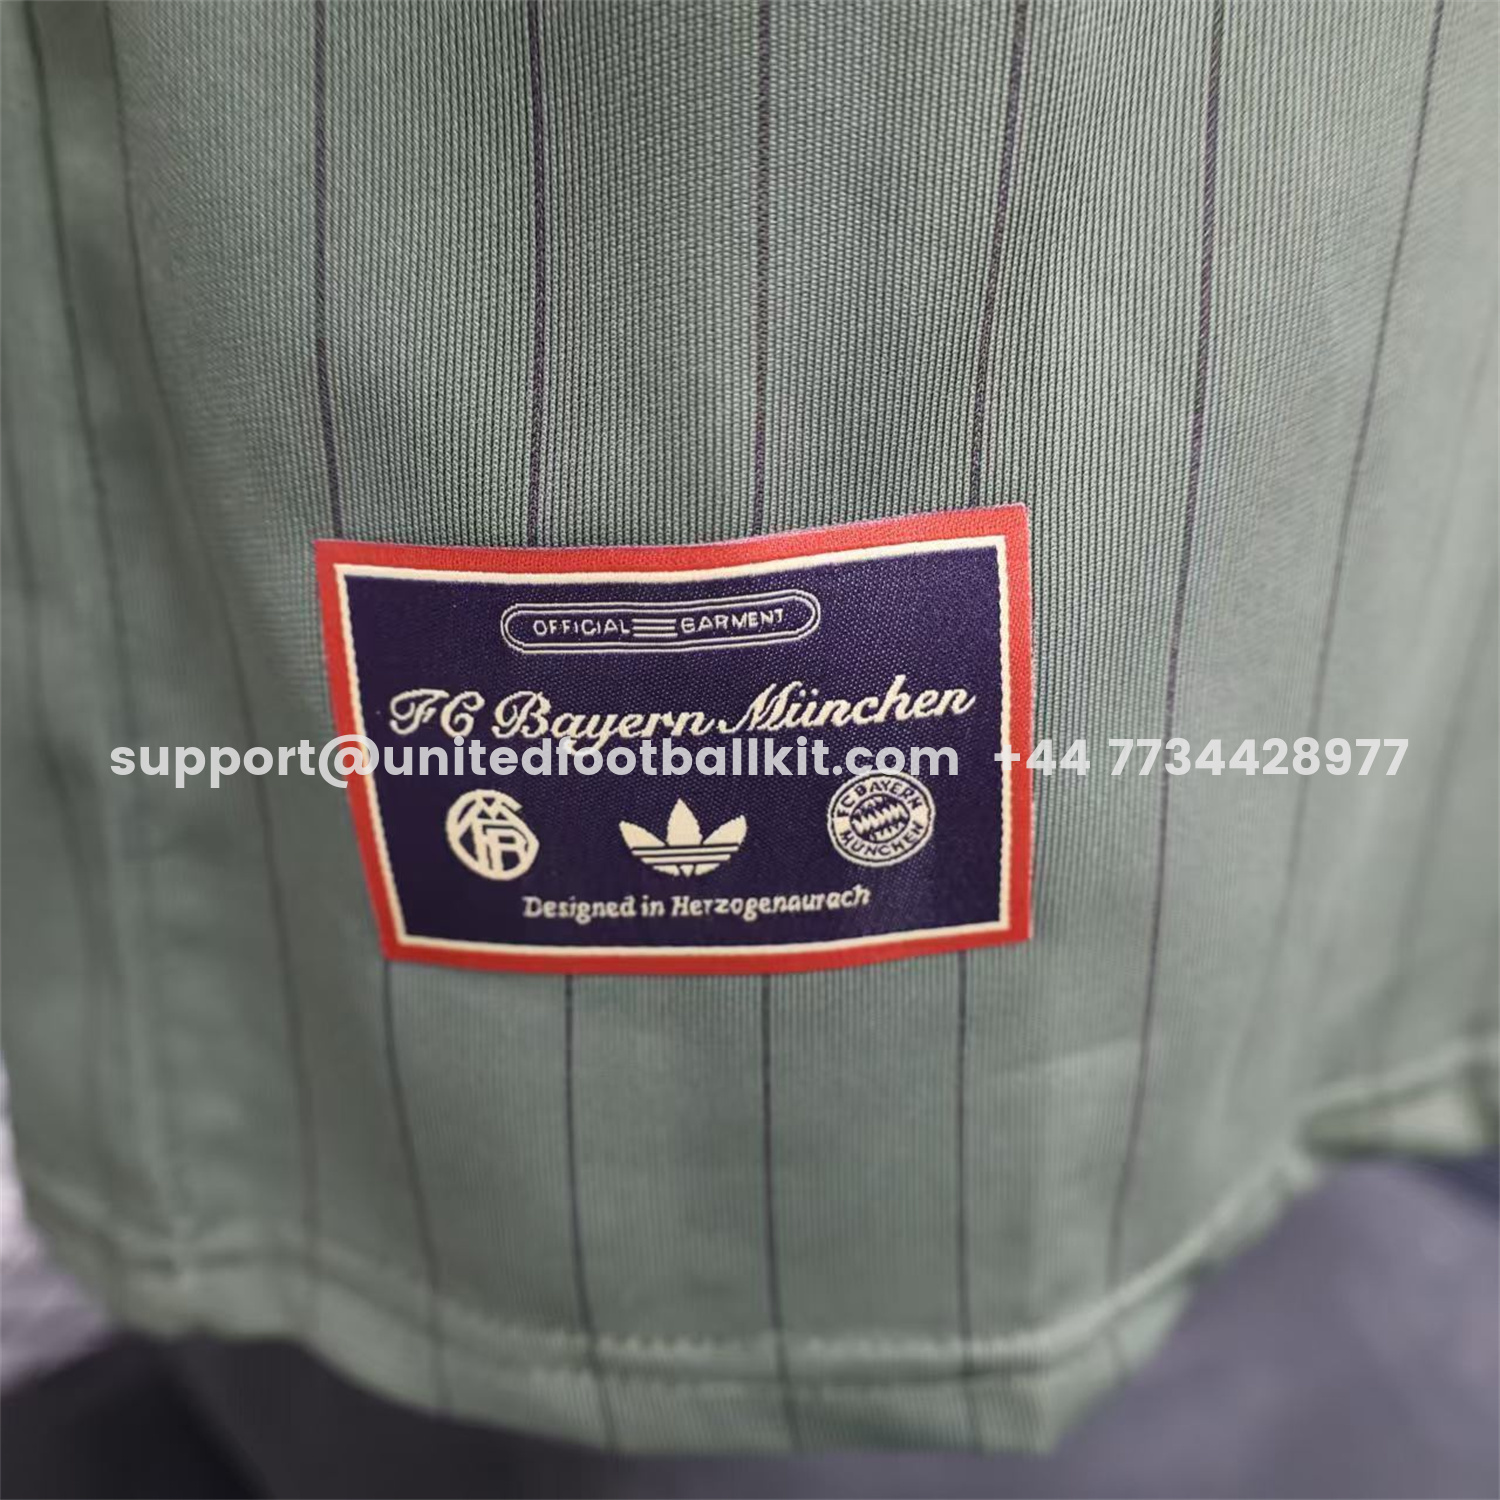 OFFICIAL GARMENT
FC Bayern München
support@unitedfootballkit.com +44 7734428977
FC BAYERN
MÜNCHEN
Designed in Herzogenaurach